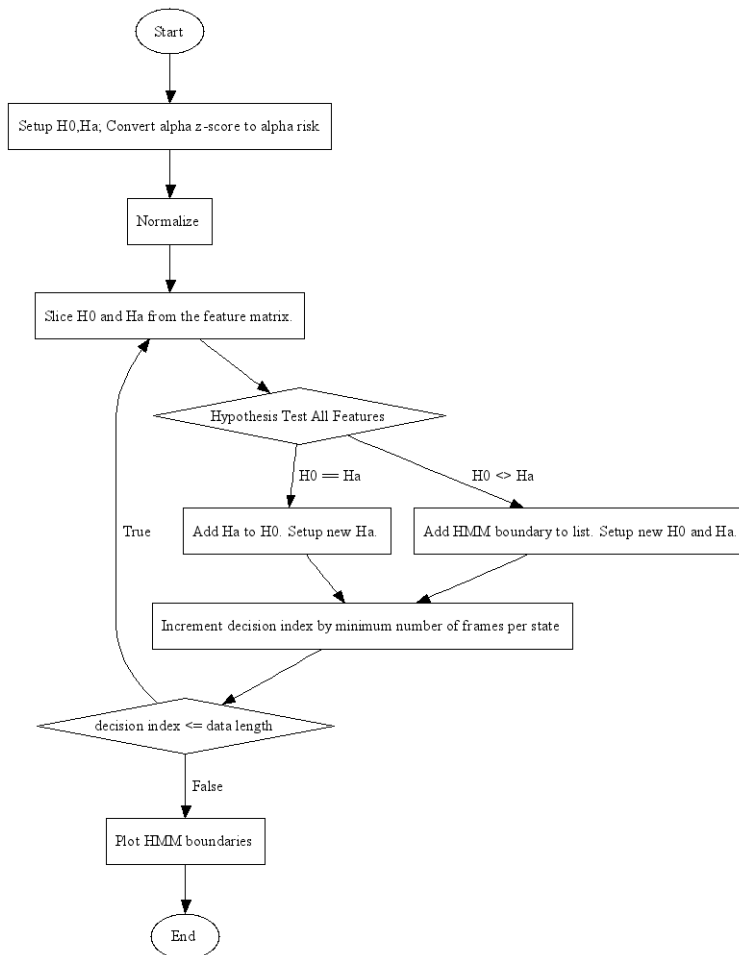 Start
Setup H0,Ha; Convert alpha z-score to alpha risk
Normalize
Slice H0 and Ha from the feature matrix.
Hypothesis Test All Features
H0 == Ha
H0 <> Ha
Add Ha to H0. Setup new Ha.
Add HMM boundary to list. Setup new H0 and Ha.
True
Increment decision index by minimum number of frames per state
decision index <= data length
False
Plot HMM boundaries
End